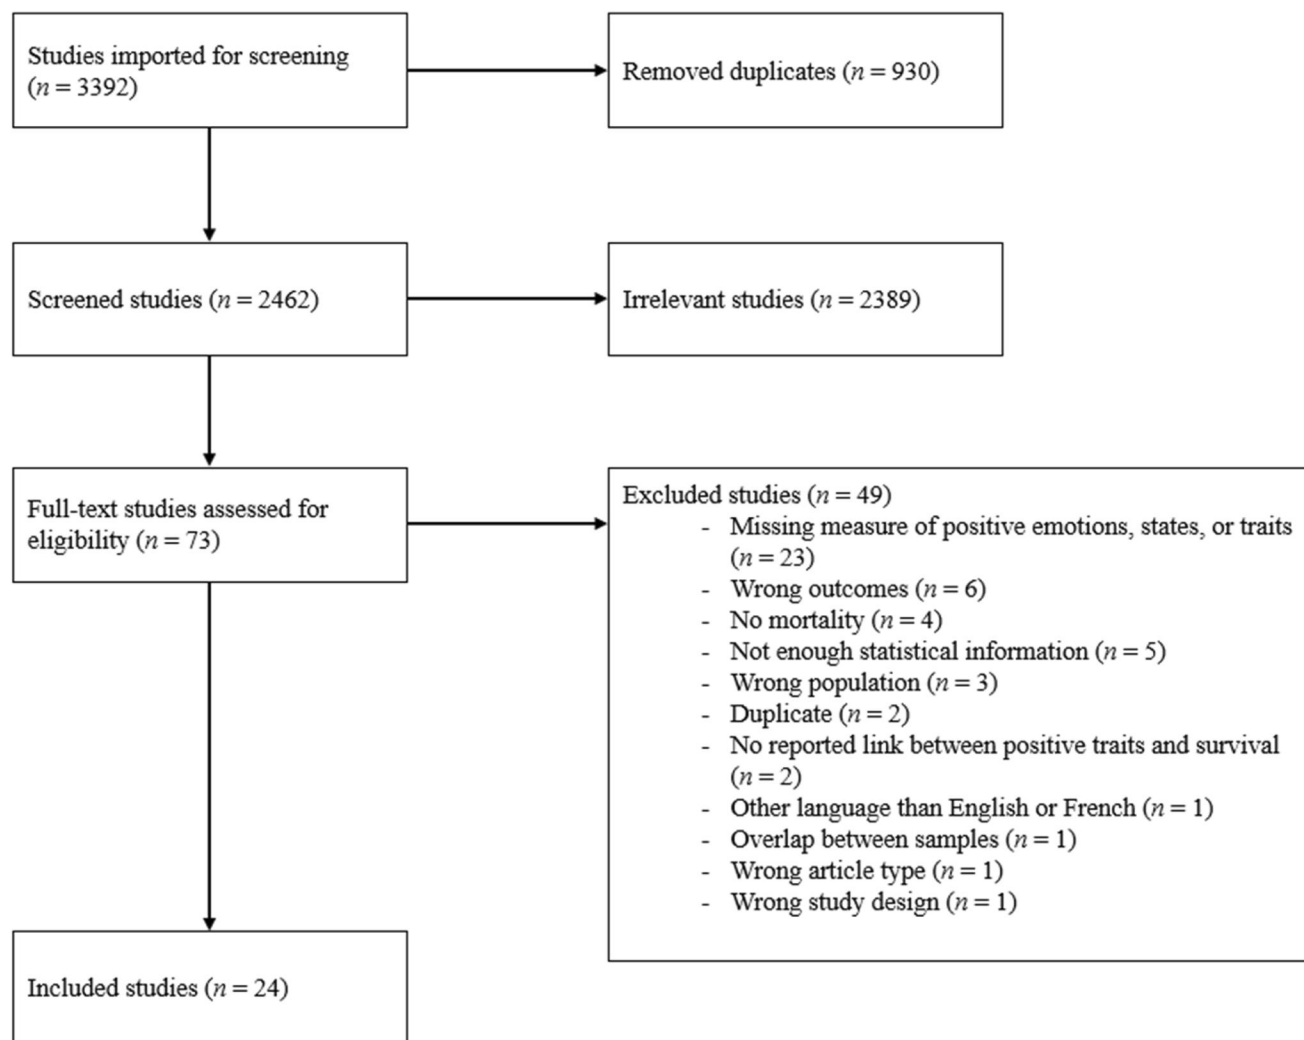 Studies imported for screening
(n = 3392)
Removed duplicates (n = 930)
Screened studies (n = 2462)
Irrelevant studies (n = 2389)
Full-text studies assessed for
eligibility (n = 73)
Excluded studies (n = 49)
- Missing measure of positive emotions, states, or traits
(n = 23)
- Wrong outcomes (n = 6)
- No mortality (n = 4)
- Not enough statistical information (n = 5)
- Wrong population (n = 3)
- Duplicate (n = 2)
- No reported link between positive traits and survival
(n = 2)
- Other language than English or French (n = 1)
- Overlap between samples (n = 1)
- Wrong article type (n = 1)
- Wrong study design (n = 1)
Included studies (n = 24)